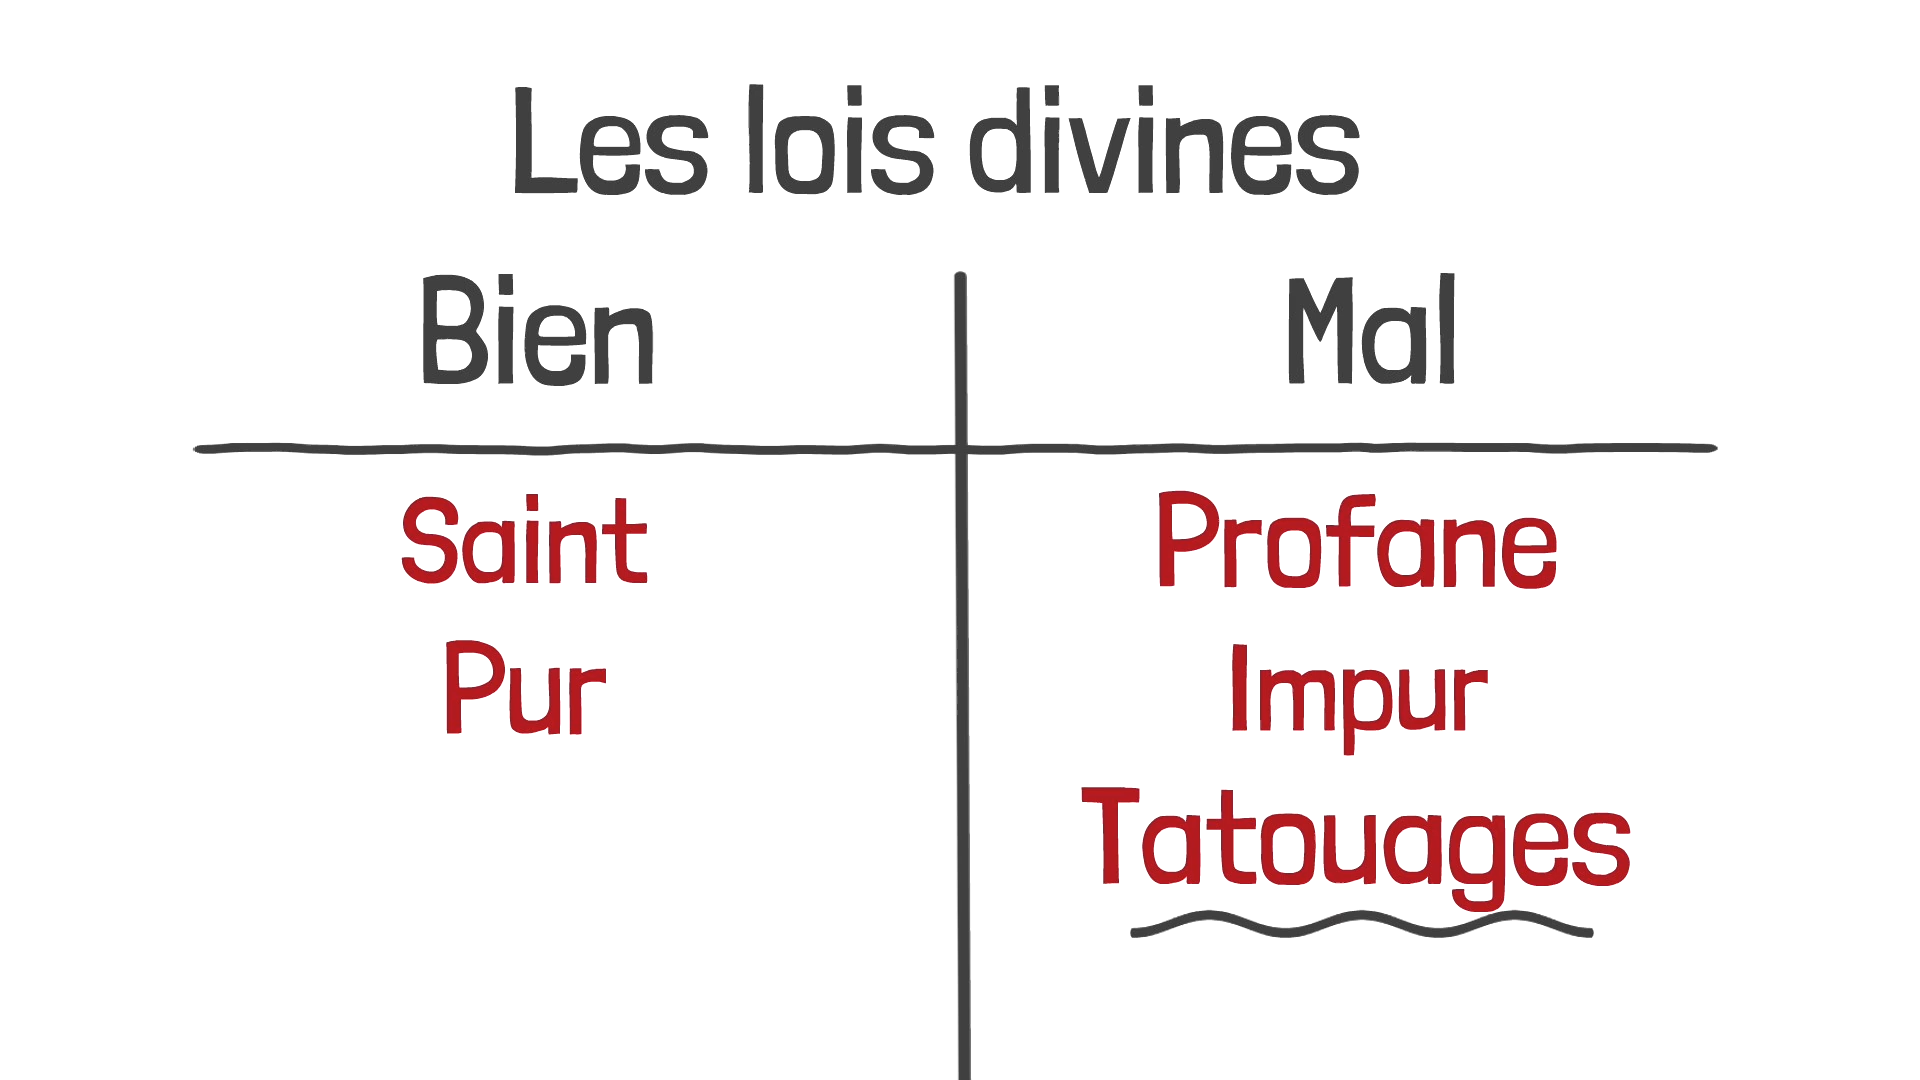 Les lois divines
Bien
Mal
Saint
Profane
Pur
Impur
Tatouages